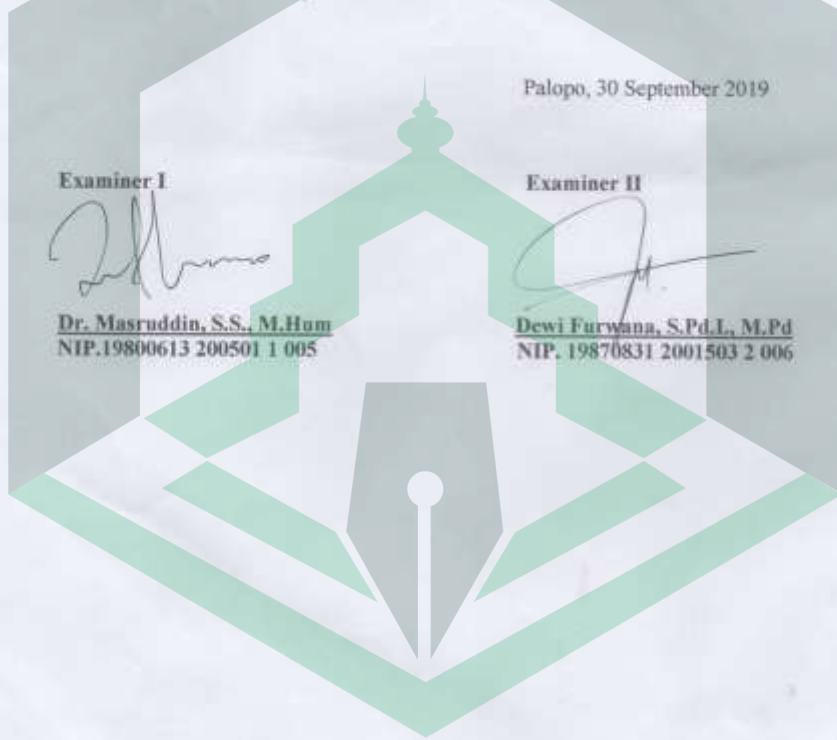 Palopo, 30 September 2019
Examiner I
Examiner II
Dr. Masruddin, S.S., M.Hum
NIP.19800613 200501 1 005
Dewi Furwana, S.Pd.I., M.Pd
NIP. 19870831 2001503 2 006